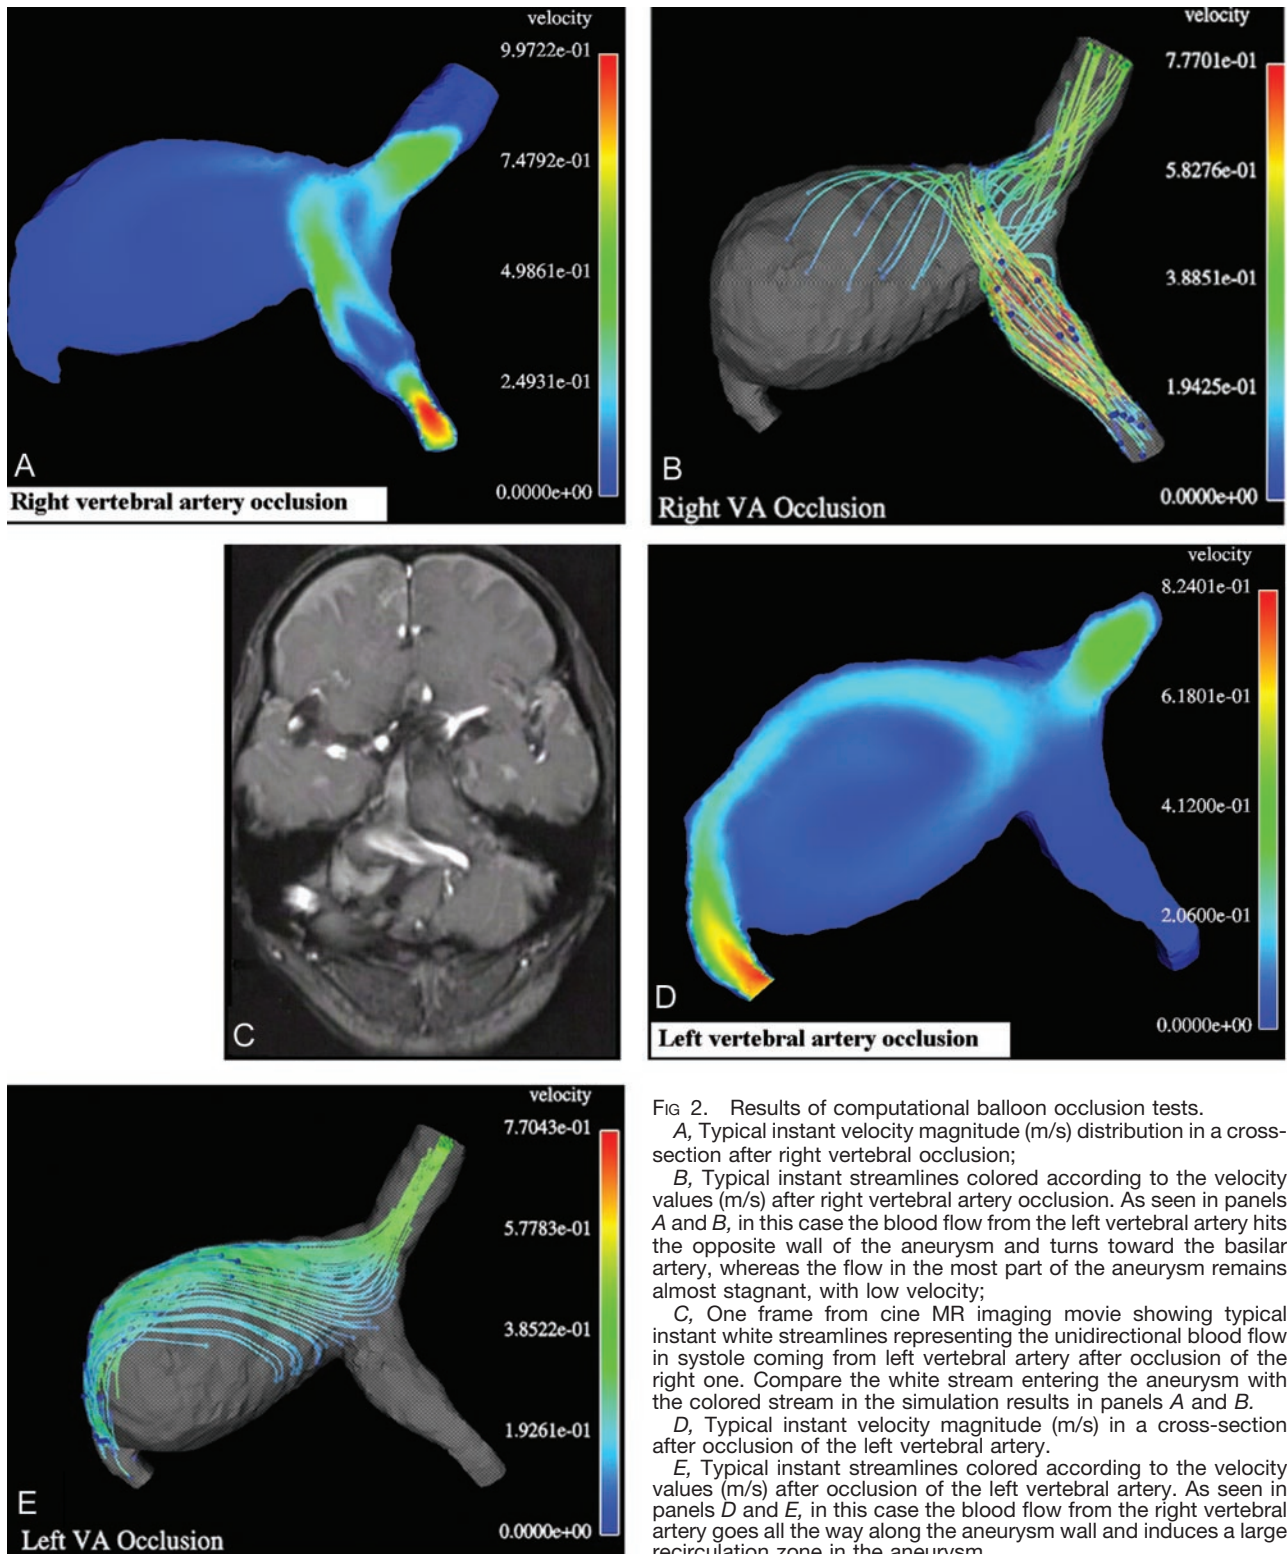 velocity
9.9722e-01
7.4792e-01
4.9861e-01
2.4931e-01
0.0000e+00
A
Right vertebral artery occlusion
velocity
7.7701e-01
5.8276e-01
3.8851e-01
1.9425e-01
0.0000e+00
B
Right VA Occlusion
C
velocity
8.2401e-01
6.1801e-01
4.1200e-01
2.0600e-01
0.0000e+00
D
Left vertebral artery occlusion
velocity
7.7043e-01
5.7783e-01
3.8522e-01
1.9261e-01
0.0000e+00
E
Left VA Occlusion
FIG 2. Results of computational balloon occlusion tests.
A, Typical instant velocity magnitude (m/s) distribution in a cross-
section after right vertebral occlusion;
B, Typical instant streamlines colored according to the velocity
values (m/s) after right vertebral artery occlusion. As seen in panels
A and B, in this case the blood flow from the left vertebral artery hits
the opposite wall of the aneurysm and turns toward the basilar
artery, whereas the flow in the most part of the aneurysm remains
almost stagnant, with low velocity;
C, One frame from cine MR imaging movie showing typical
instant white streamlines representing the unidirectional blood flow
in systole coming from left vertebral artery after occlusion of the
right one. Compare the white stream entering the aneurysm with
the colored stream in the simulation results in panels A and B.
D, Typical instant velocity magnitude (m/s) in a cross-section
after occlusion of the left vertebral artery.
E, Typical instant streamlines colored according to the velocity
values (m/s) after occlusion of the left vertebral artery. As seen in
panels D and E, in this case the blood flow from the right vertebral
artery goes all the way along the aneurysm wall and induces a large
recirculation zone in the aneurysm.